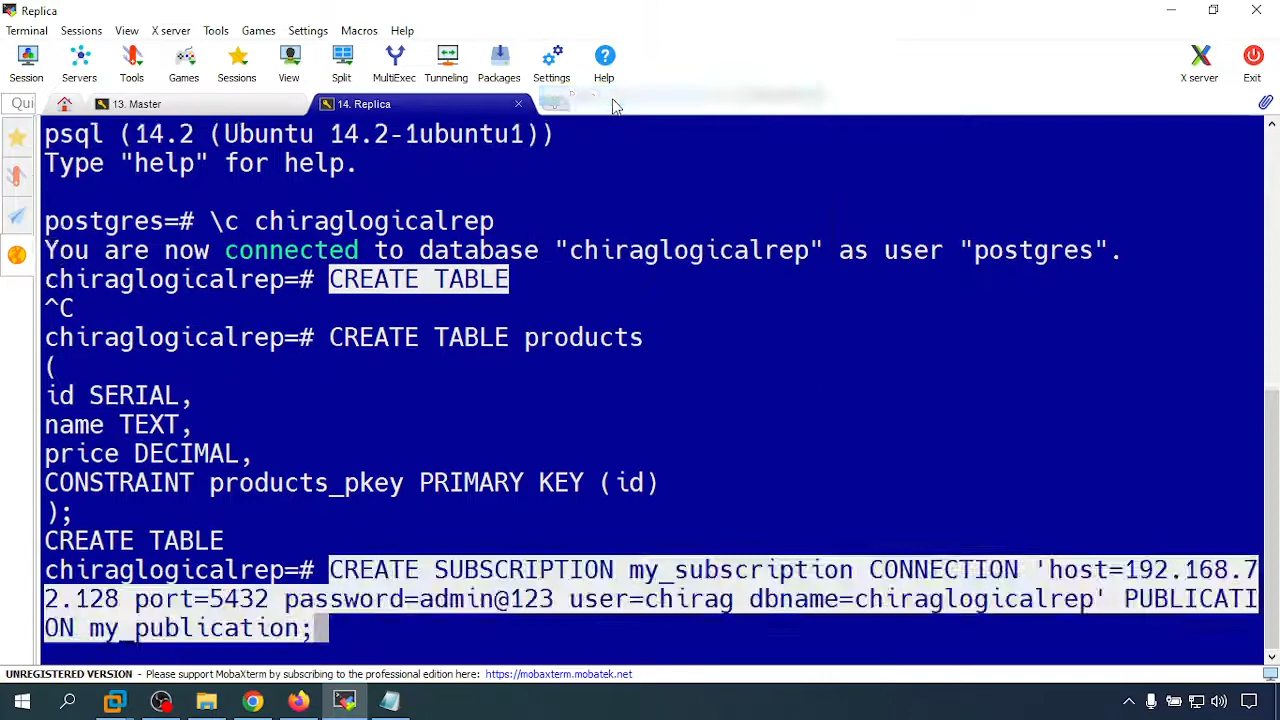 Replica
Terminal Sessions View X server Tools Games Settings Macros Help
Session Servers Tools Games Sessions View Split MultiExec Tunneling Packages Settings Help X server Exit
Qui 13. Master 14. Replica
psql (14.2 (Ubuntu 14.2-1ubuntu1))
Type "help" for help.
postgres=# \c chiraglogicalrep
You are now connected to database "chiraglogicalrep" as user "postgres".
chiraglogicalrep=# CREATE TABLE
^C
chiraglogicalrep=# CREATE TABLE products
(
id SERIAL,
name TEXT,
price DECIMAL,
CONSTRAINT products_pkey PRIMARY KEY (id)
);
CREATE TABLE
chiraglogicalrep=# CREATE SUBSCRIPTION my_subscription CONNECTION 'host=192.168.7
2.128 port=5432 password=admin@123 user=chirag dbname=chiraglogicalrep' PUBLICATI
ON my_publication;
UNREGISTERED VERSION - Please support MobaXterm by subscribing to the professional edition here: https://mobaxterm.mobatek.net